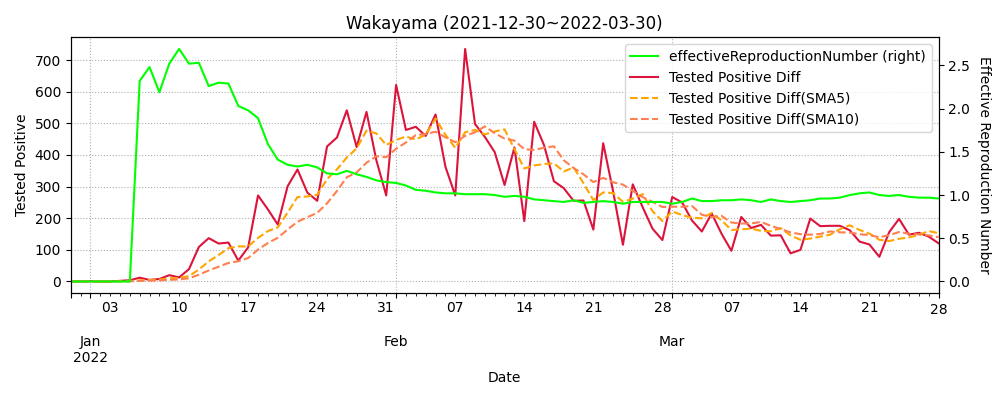 Wakayama (2021-12-30~2022-03-30)
effectiveReproductionNumber (right)
Tested Positive Diff
Tested Positive Diff(SMA5)
Tested Positive Diff(SMA10)
Tested Positive
700
600
500
400
300
200
100
0
Effective Reproduction Number
2.5
2.0
1.5
1.0
0.5
0.0
03 10 17 24 31 07 14 21 28 07 14 21 28
Jan Feb Mar
2022
Date